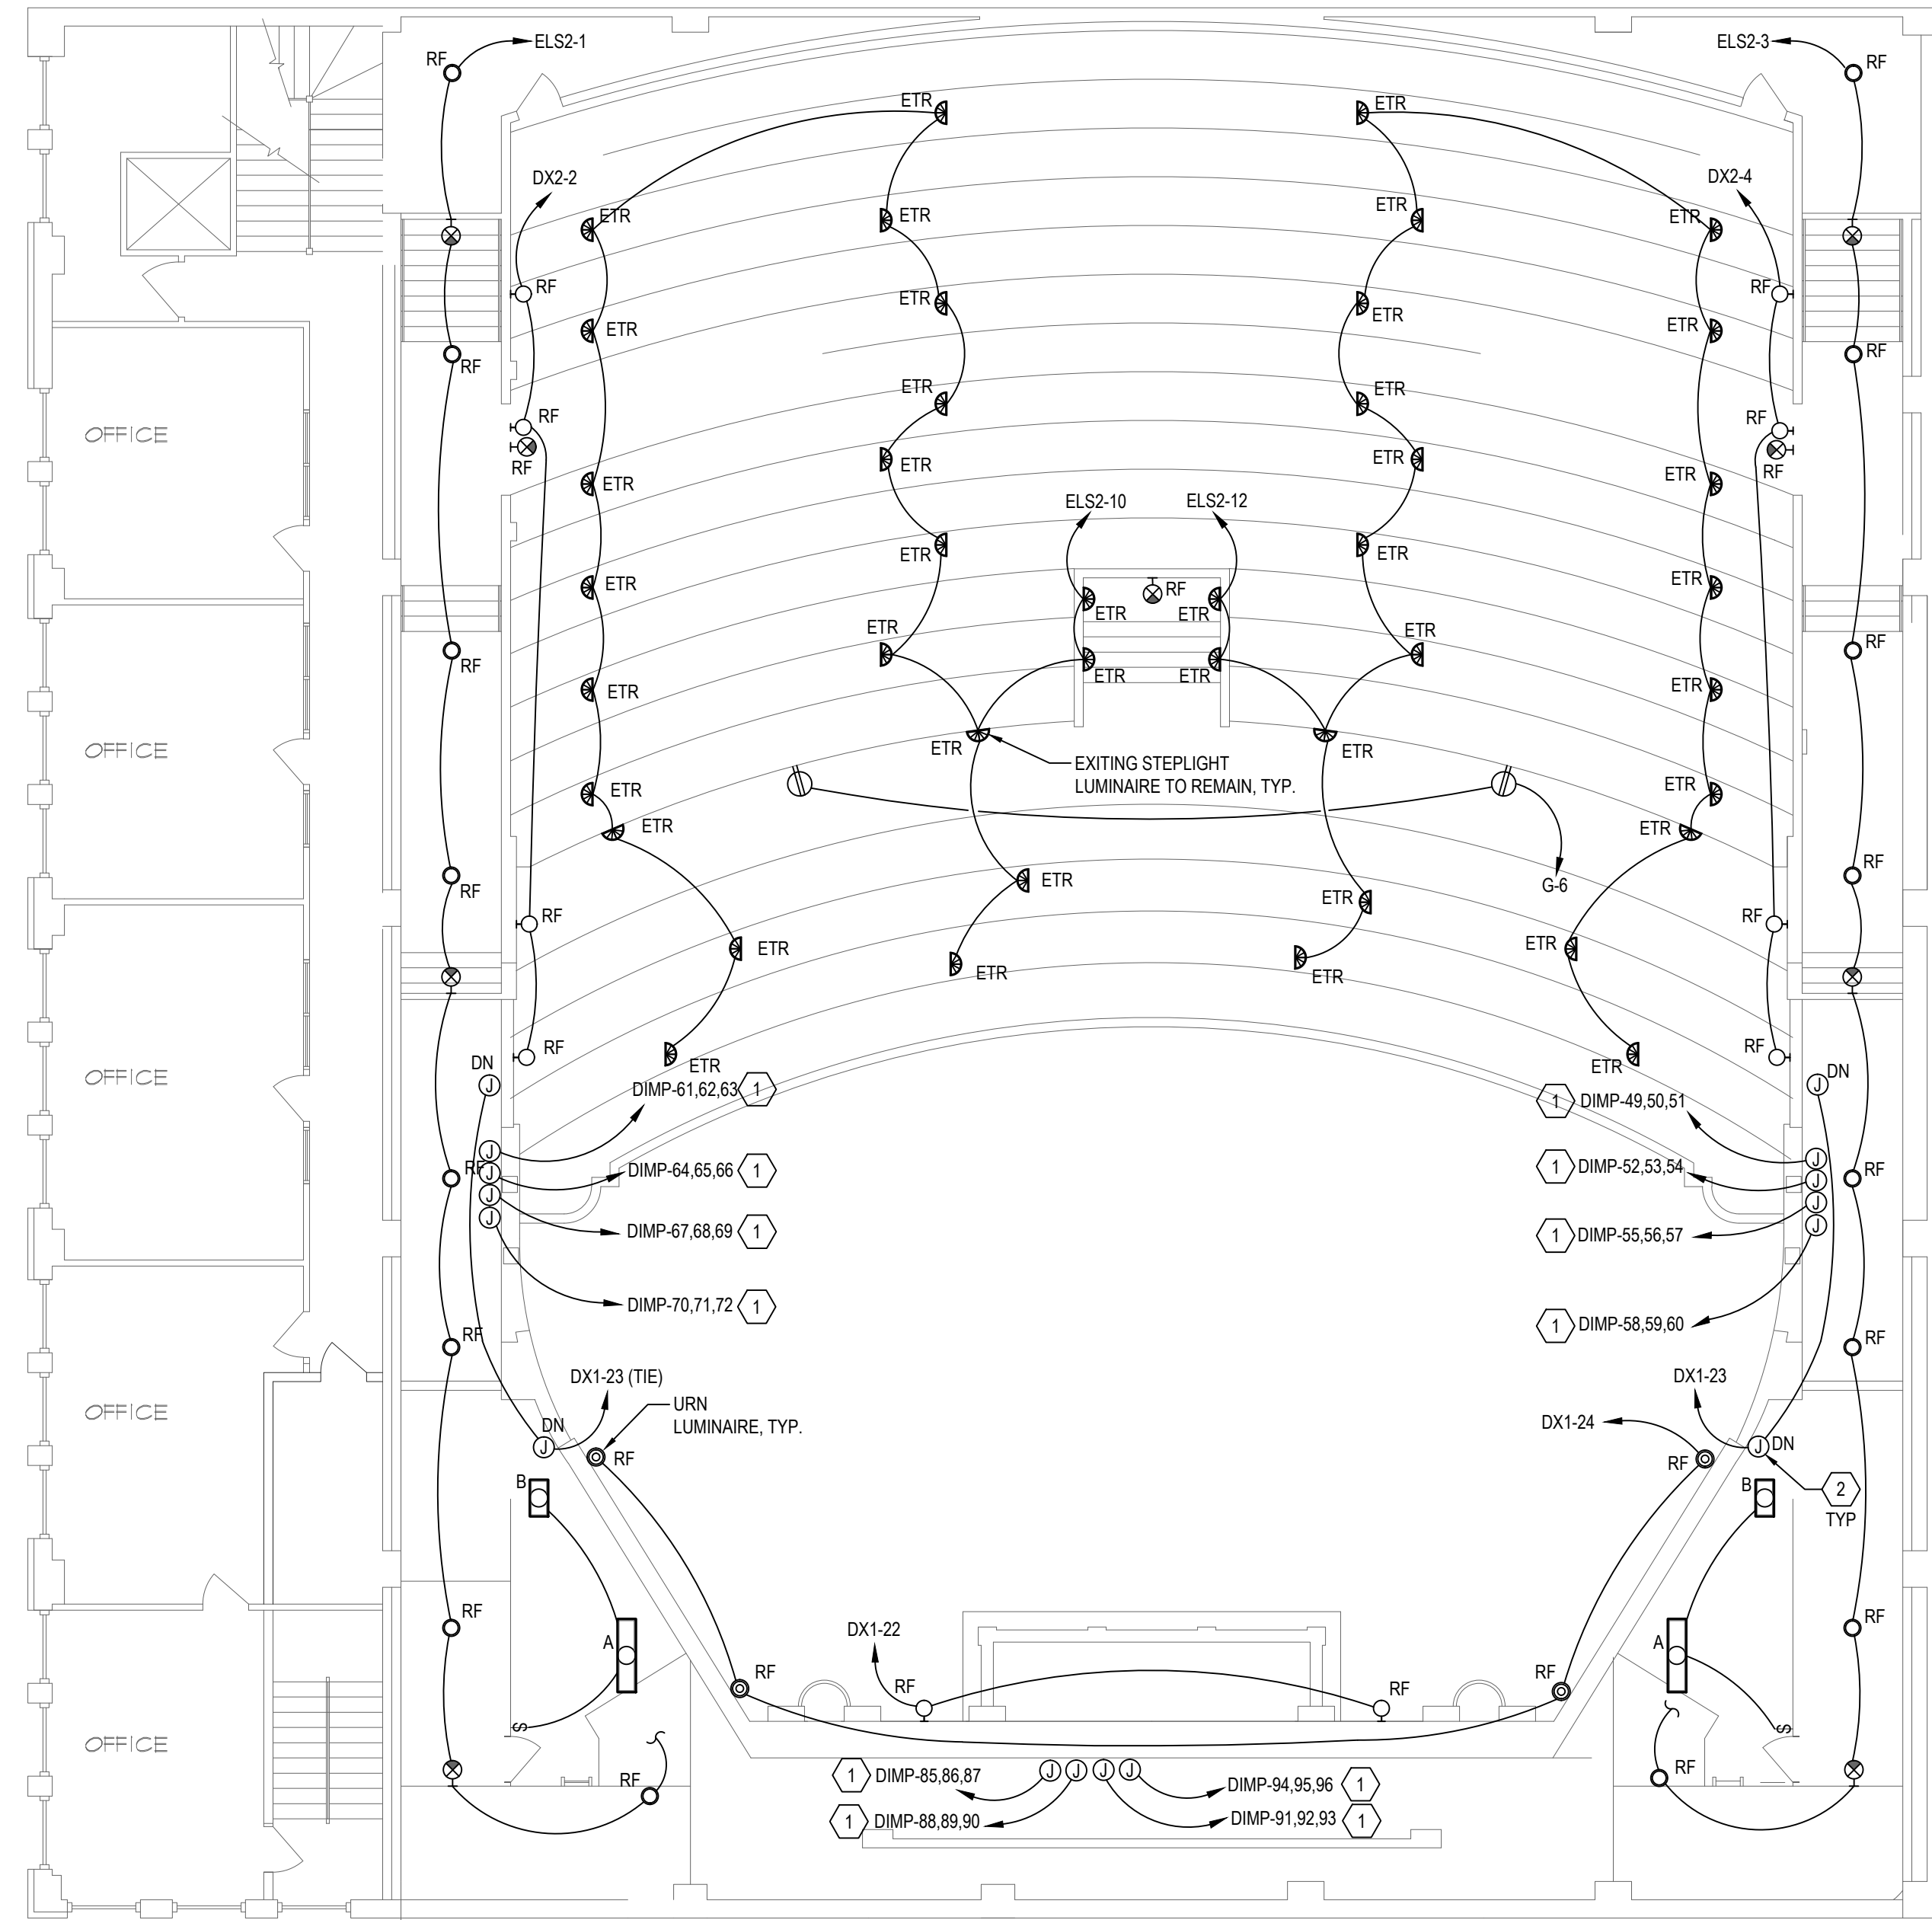 RF
ELS2-1
ELS2-3
RF
ETR
ETR
DX2-2
DX2-4
ETR
ETR
ETR
ETR
RF
RF
ETR
ETR
ETR
ETR
ETR
ETR
RF
RF
RF
RF
OFFICE
RF
RF
ETR
ETR
ETR
ETR
ELS2-10
ELS2-12
ETR
ETR
ETR
ETR
RF
ETR
ETR
ETR
ETR
ETR
ETR
RF
RF
ETR
ETR
ETR
ETR
OFFICE
ETR
ETR
EXITING STEPLIGHT
LUMINAIRE TO REMAIN, TYP.
ETR
ETR
ETR
ETR
RF
ETR
G-6
RF
RF
ETR
RF
ETR
ETR
ETR
ETR
RF
RF
DN
ETR
ETR
DN
OFFICE
DIMP-61,62,63
1
1
DIMP-49,50,51
RF
DIMP-64,65,66
1
1
DIMP-52,53,54
RF
DIMP-67,68,69
1
1
DIMP-55,56,57
DIMP-70,71,72
1
1
DIMP-58,59,60
RF
RF
DX1-23 (TIE)
DX1-23
OFFICE
URN
LUMINAIRE, TYP.
DN
DX1-24
DN
J
J
J
J
J
J
J
J
J
J
J
J
RF
RF
B
B
2
TYP
RF
RF
DX1-22
A
A
RF
RF
RF
RF
S
S
OFFICE
RF
RF
1
DIMP-85,86,87
J
J
J
J
DIMP-94,95,96
1
1
DIMP-88,89,90
DIMP-91,92,93
1